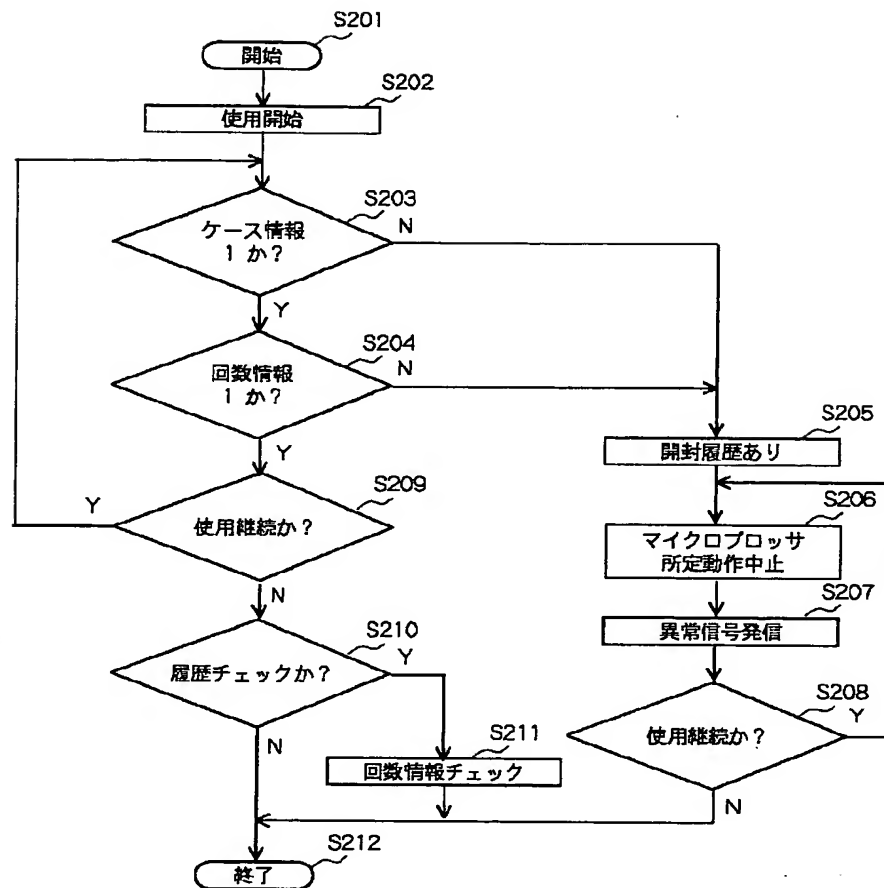 S201
開始
S202
使用開始
S203
ケース情報
1 か?
N
Y
S204
回数情報
1 か?
N
Y
S205
開封履歴あり
S206
マイクロプロッサ
所定動作中止
S207
異常信号発信
S208
使用継続か?
Y
N
S209
使用継続か?
Y
N
S210
履歴チェックか?
Y
N
S211
回数情報チェック
S212
終了